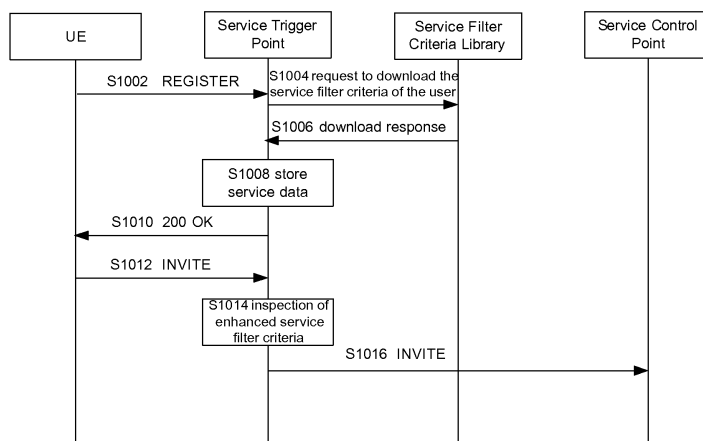 UE
Service Trigger
Point
Service Filter
Criteria Library
Service Control
Point
S1002 REGISTER
S1004 request to download the
service filter criteria of the user
S1006 download response
S1008 store
service data
S1010 200 OK
S1012 INVITE
S1014 inspection of
enhanced service
filter criteria
S1016 INVITE